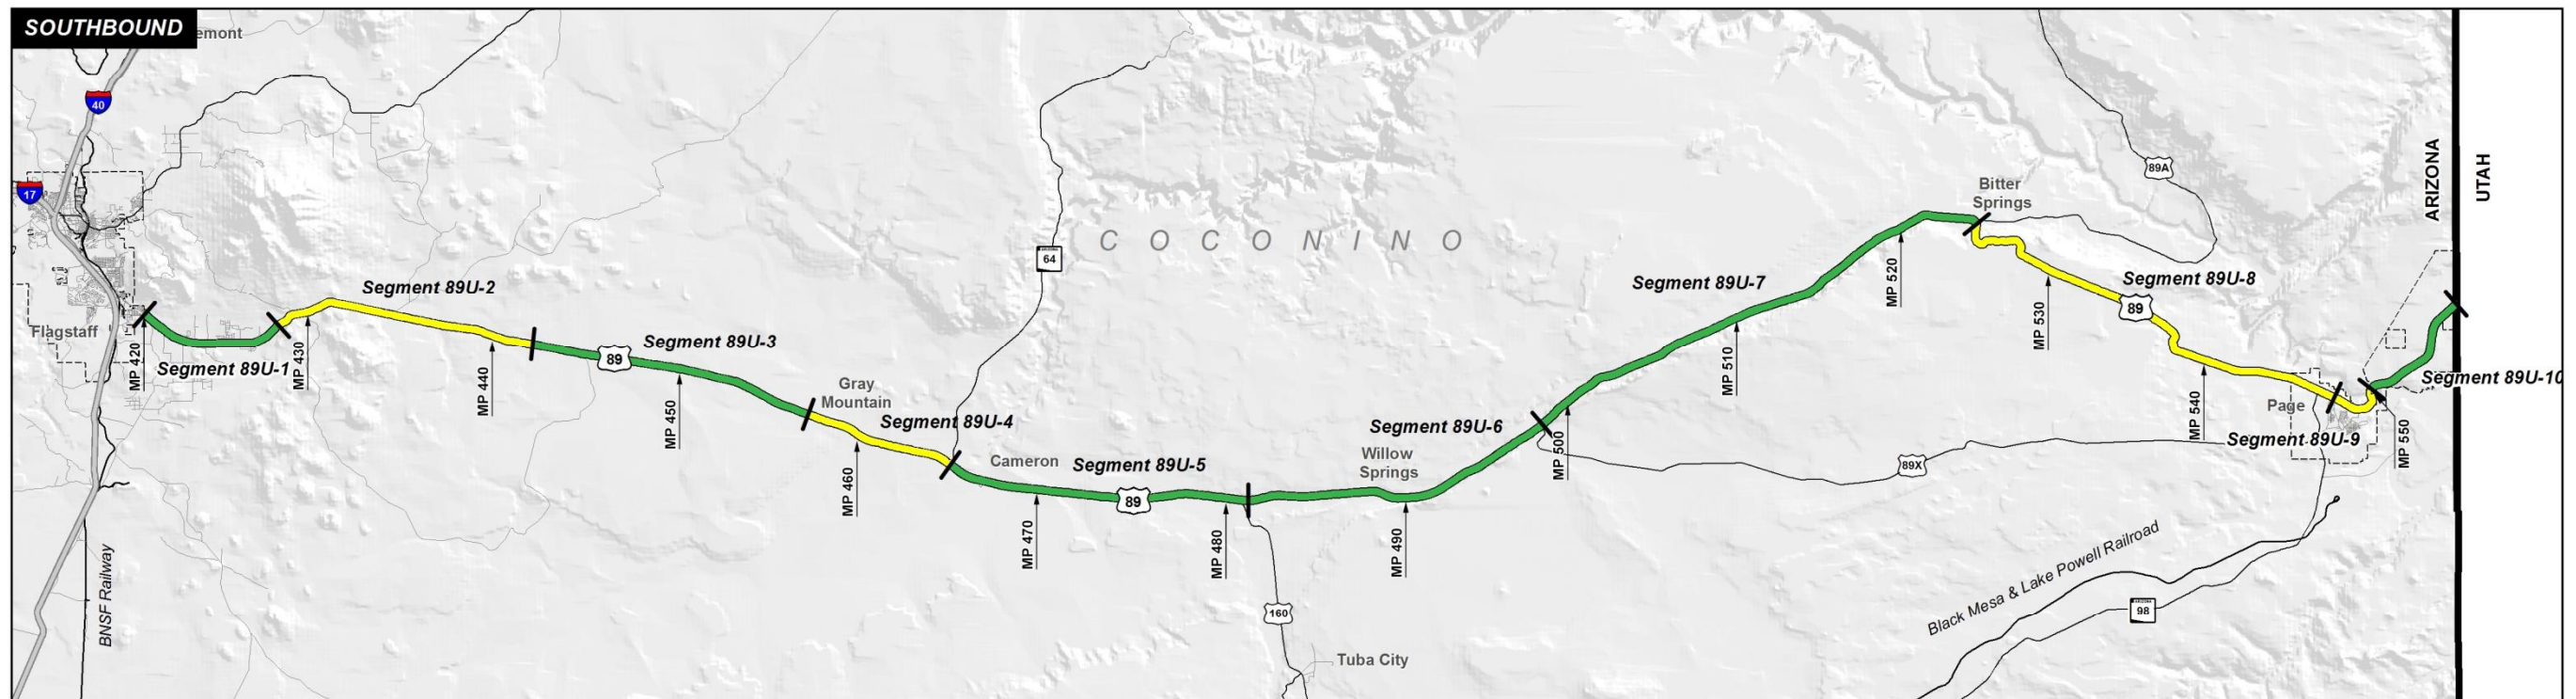 SOUTHBOUND
emont
40
17
89A
ARIZONA
UTAH
Bitter
Springs
COCONINO
64
Segment 89U-7
MP 520
Segment 89U-8
89
MP 530
Segment 89U-2
Flagstaff
MP 420
Segment 89U-1
MP 430
MP 440
89
Segment 89U-3
MP 450
Gray
Mountain
Segment 89U-4
MP 460
MP 510
Segment 89U-10
Page
MP 540
Segment 89U-9
MP 550
Segment 89U-6
MP 500
Willow
Springs
Cameron
Segment 89U-5
89
89X
MP 470
MP 480
MP 490
BNSF Railway
160
Black Mesa & Lake Powell Railroad
98
Tuba City